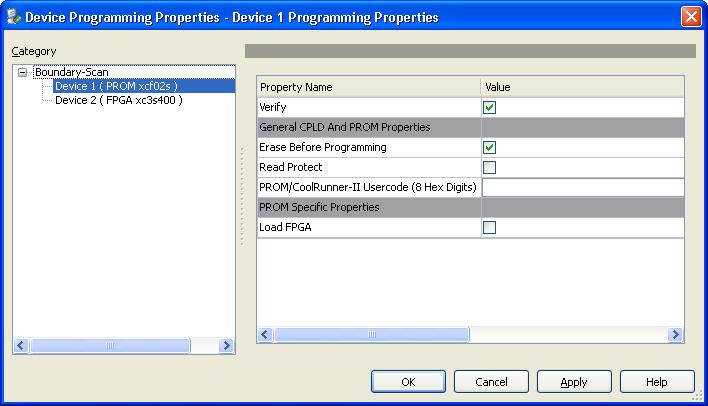 Device Programming Properties - Device 1 Programming Properties
Category
Boundary-Scan
Device 1 ( PROM xcf02s )
Device 2 ( FPGA xc3s400 )
Property Name Value
Verify
General CPLD And PROM Properties
Erase Before Programming
Read Protect
PROM/CoolRunner-II Usercode (8 Hex Digits)
PROM Specific Properties
Load FPGA
OK Cancel Apply Help